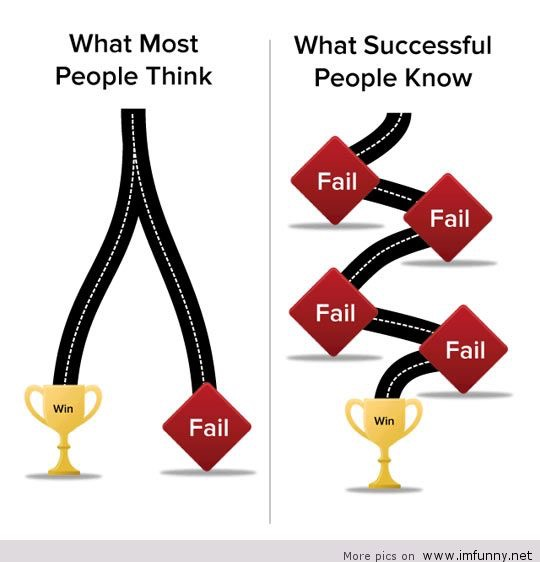 What Most
People Think
Win
Fail
What Successful
People Know
Fail
Fail
Fail
Fail
Win
More pics on www.imfunny.net